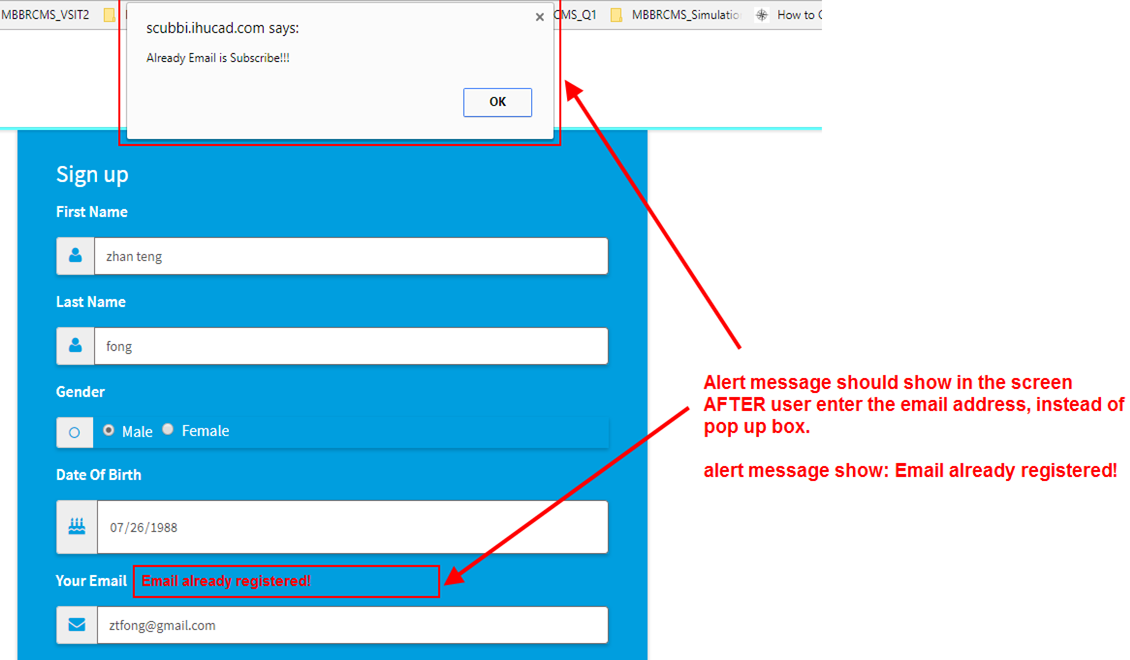 MBBRCMS_VSIT2
CMS_Q1
MBBRCMS_Simulatio
How to C
scubbi.ihucad.com says:
Already Email is Subscribe!!!
OK
Sign up
First Name
zhan teng
Last Name
fong
Gender
Male Female
Date Of Birth
07/26/1988
Your Email Email already registered!
ztfong@gmail.com
Alert message should show in the screen
AFTER user enter the email address, instead of
pop up box.
alert message show: Email already registered!